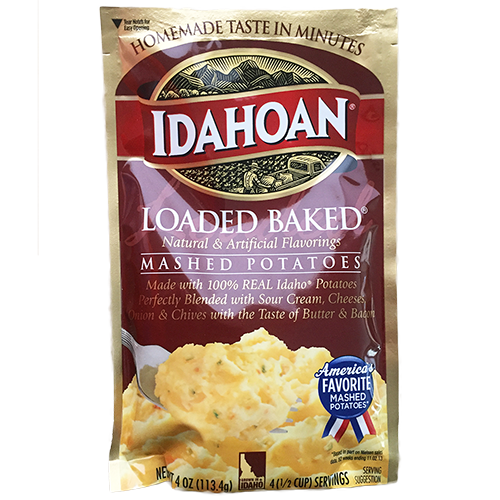 Tear Notch for
Easy Opening
HOMEMADE TASTE IN MINUTES
IDAHOAN®
LOADED BAKED®
Natural & Artificial Flavorings
MASHED POTATOES
Made with 100% REAL Idaho® Potatoes
Perfectly Blended with Sour Cream, Cheeses,
Onion & Chives with the Taste of Butter & Bacon
America's
FAVORITE
MASHED
POTATOES*
GROWN IN
IDAHO
NET 4 OZ (113.4g)
4 (1/2 CUP) SERVINGS
SERVING
SUGGESTION